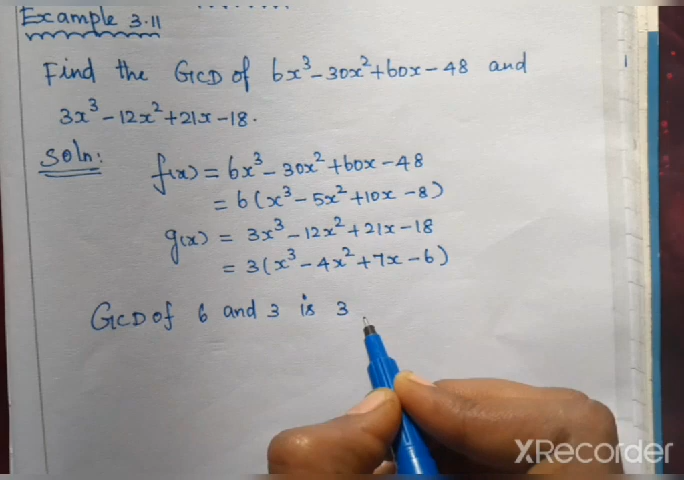 Example 3.11
Find the GCD of 6x³ - 30x² + 60x - 48 and
3x³ - 12x² + 21x - 18.
Soln:
f(x) = 6x³ - 30x² + 60x - 48
= 6(x³ - 5x² + 10x - 8)
g(x) = 3x³ - 12x² + 21x - 18
= 3(x³ - 4x² + 7x - 6)
GCD of 6 and 3 is 3
XRecorder